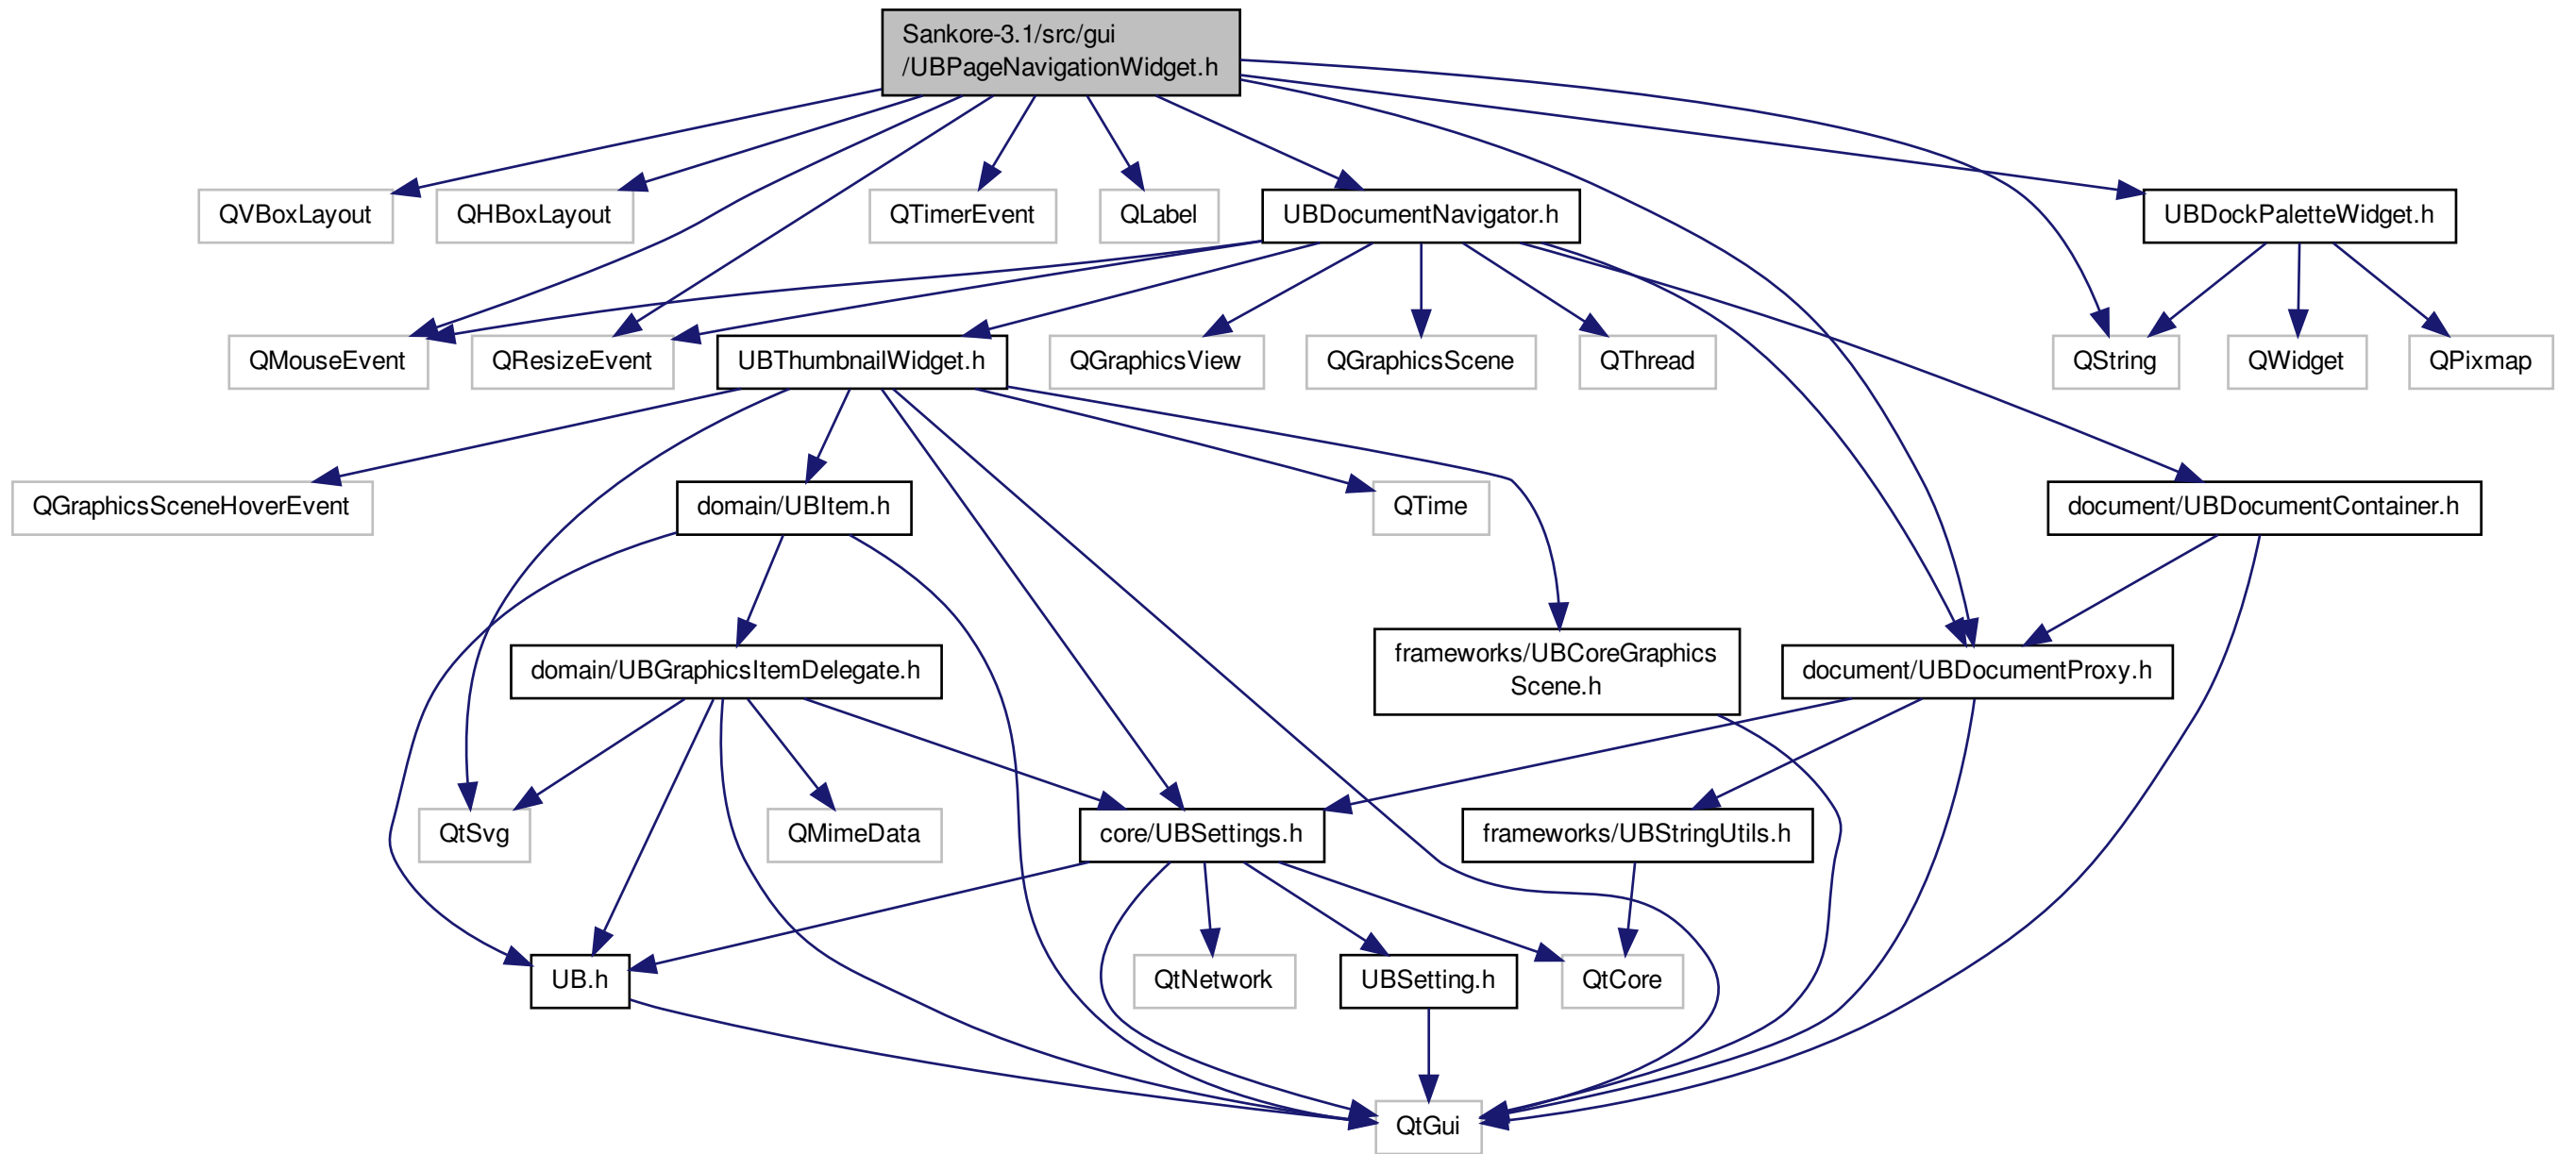 Sankore-3.1/src/gui
/UBPageNavigationWidget.h
QVBoxLayout
QHBoxLayout
QTimerEvent
QLabel
UBDocumentNavigator.h
UBDockPaletteWidget.h
QMouseEvent
QResizeEvent
UBThumbnailWidget.h
QGraphicsView
QGraphicsScene
QThread
QString
QWidget
QPixmap
QGraphicsSceneHoverEvent
domain/UBItem.h
QTime
document/UBDocumentContainer.h
domain/UBGraphicsItemDelegate.h
frameworks/UBCoreGraphics
Scene.h
document/UBDocumentProxy.h
QtSvg
QMimeData
core/UBSettings.h
frameworks/UBStringUtils.h
UB.h
QtNetwork
UBSetting.h
QtCore
QtGui